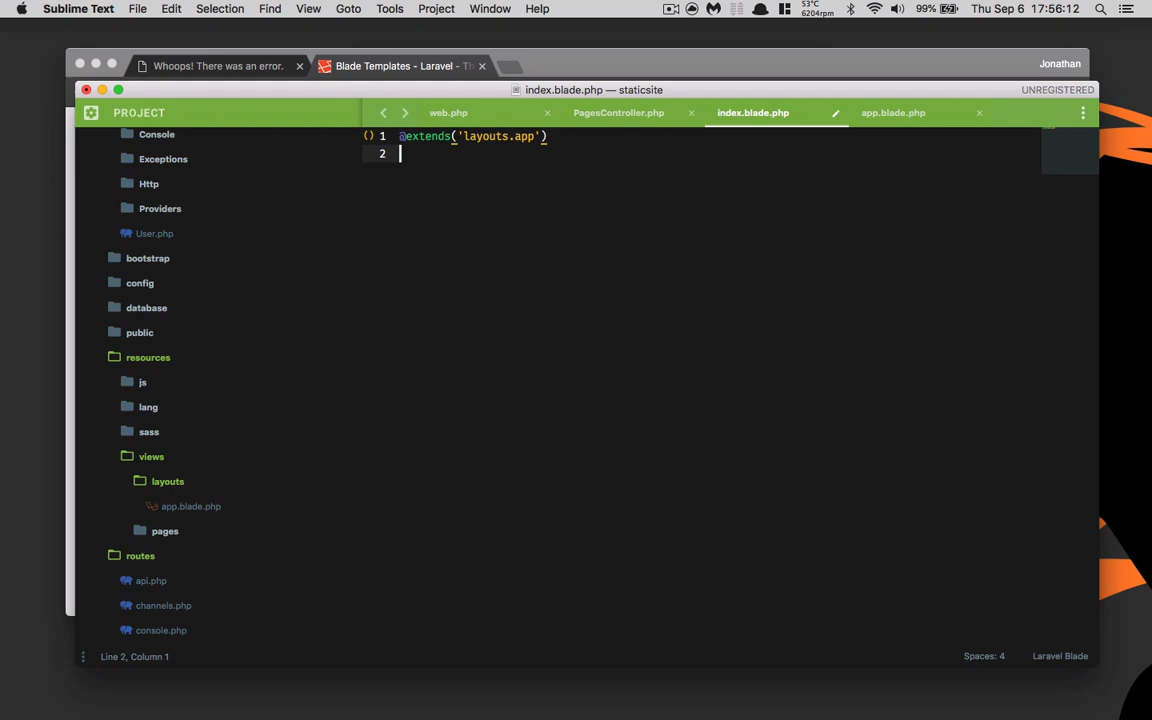 Sublime Text File Edit Selection Find View Goto Tools Project Window Help 53°C 6204rpm 99% Thu Sep 6 17:56:12
Whoops! There was an error. Blade Templates - Laravel - Th Jonathan
index.blade.php — staticsite UNREGISTERED
PROJECT web.php PagesController.php index.blade.php app.blade.php
() 1 @extends('layouts.app')
2
Console
Exceptions
Http
Providers
User.php
bootstrap
config
database
public
resources
js
lang
sass
views
layouts
app.blade.php
pages
routes
api.php
channels.php
console.php
Line 2, Column 1 Spaces: 4 Laravel Blade